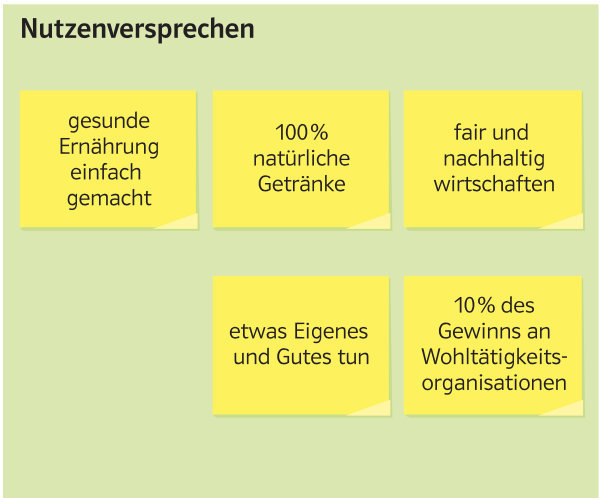 Nutzenversprechen
gesunde
Ernährung
einfach
gemacht
100 %
natürliche
Getränke
fair und
nachhaltig
wirtschaften
etwas Eigenes
und Gutes tun
10 % des
Gewinns an
Wohltätigkeits-
organisationen